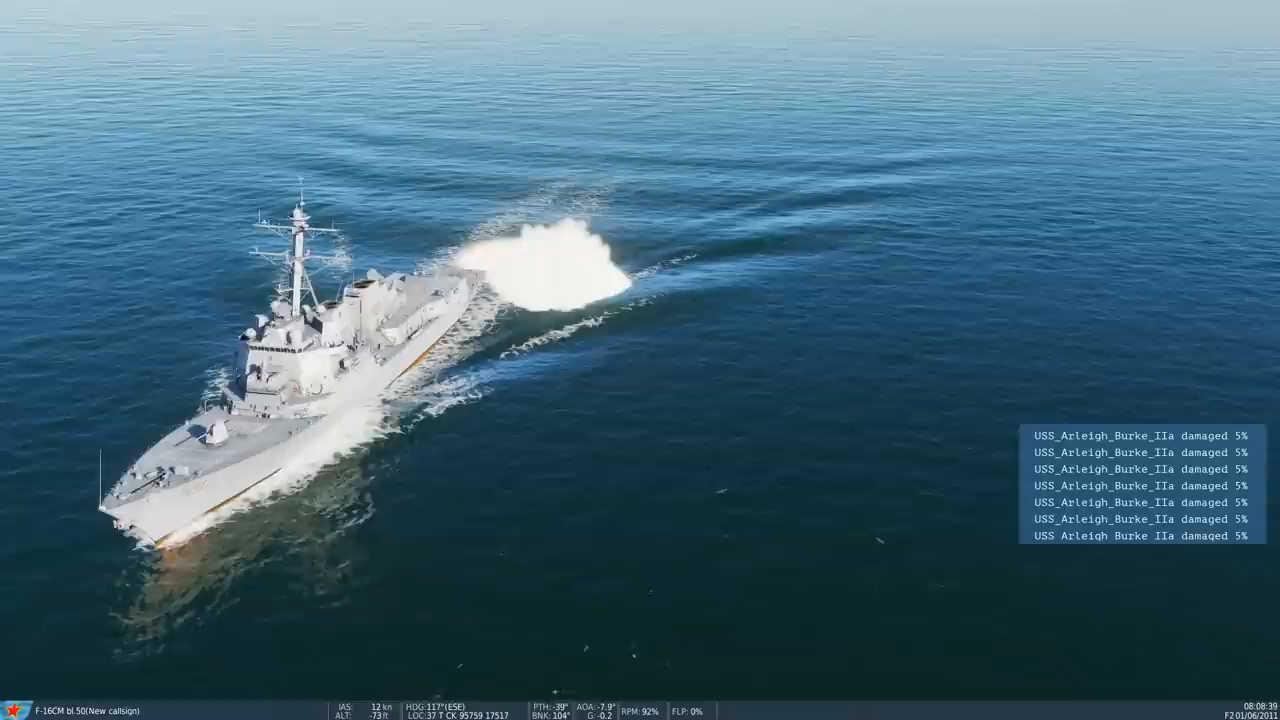 USS_Arleigh_Burke_IIa damaged 5%
USS_Arleigh_Burke_IIa damaged 5%
USS_Arleigh_Burke_IIa damaged 5%
USS_Arleigh_Burke_IIa damaged 5%
USS_Arleigh_Burke_IIa damaged 5%
USS_Arleigh_Burke_IIa damaged 5%
USS_Arleigh_Burke_IIa damaged 5%
F-16CM bl.50(New callsign)
IAS: 12 kn
ALT: -73 ft
HDG: 117°(ESE)
LOC: 37 T CK 95759 17517
PTH: -39°
BNK: 104°
AOA: -7.9°
G: -0.2
RPM: 92%
FLP: 0%
08:08:39
F2 01/06/2011